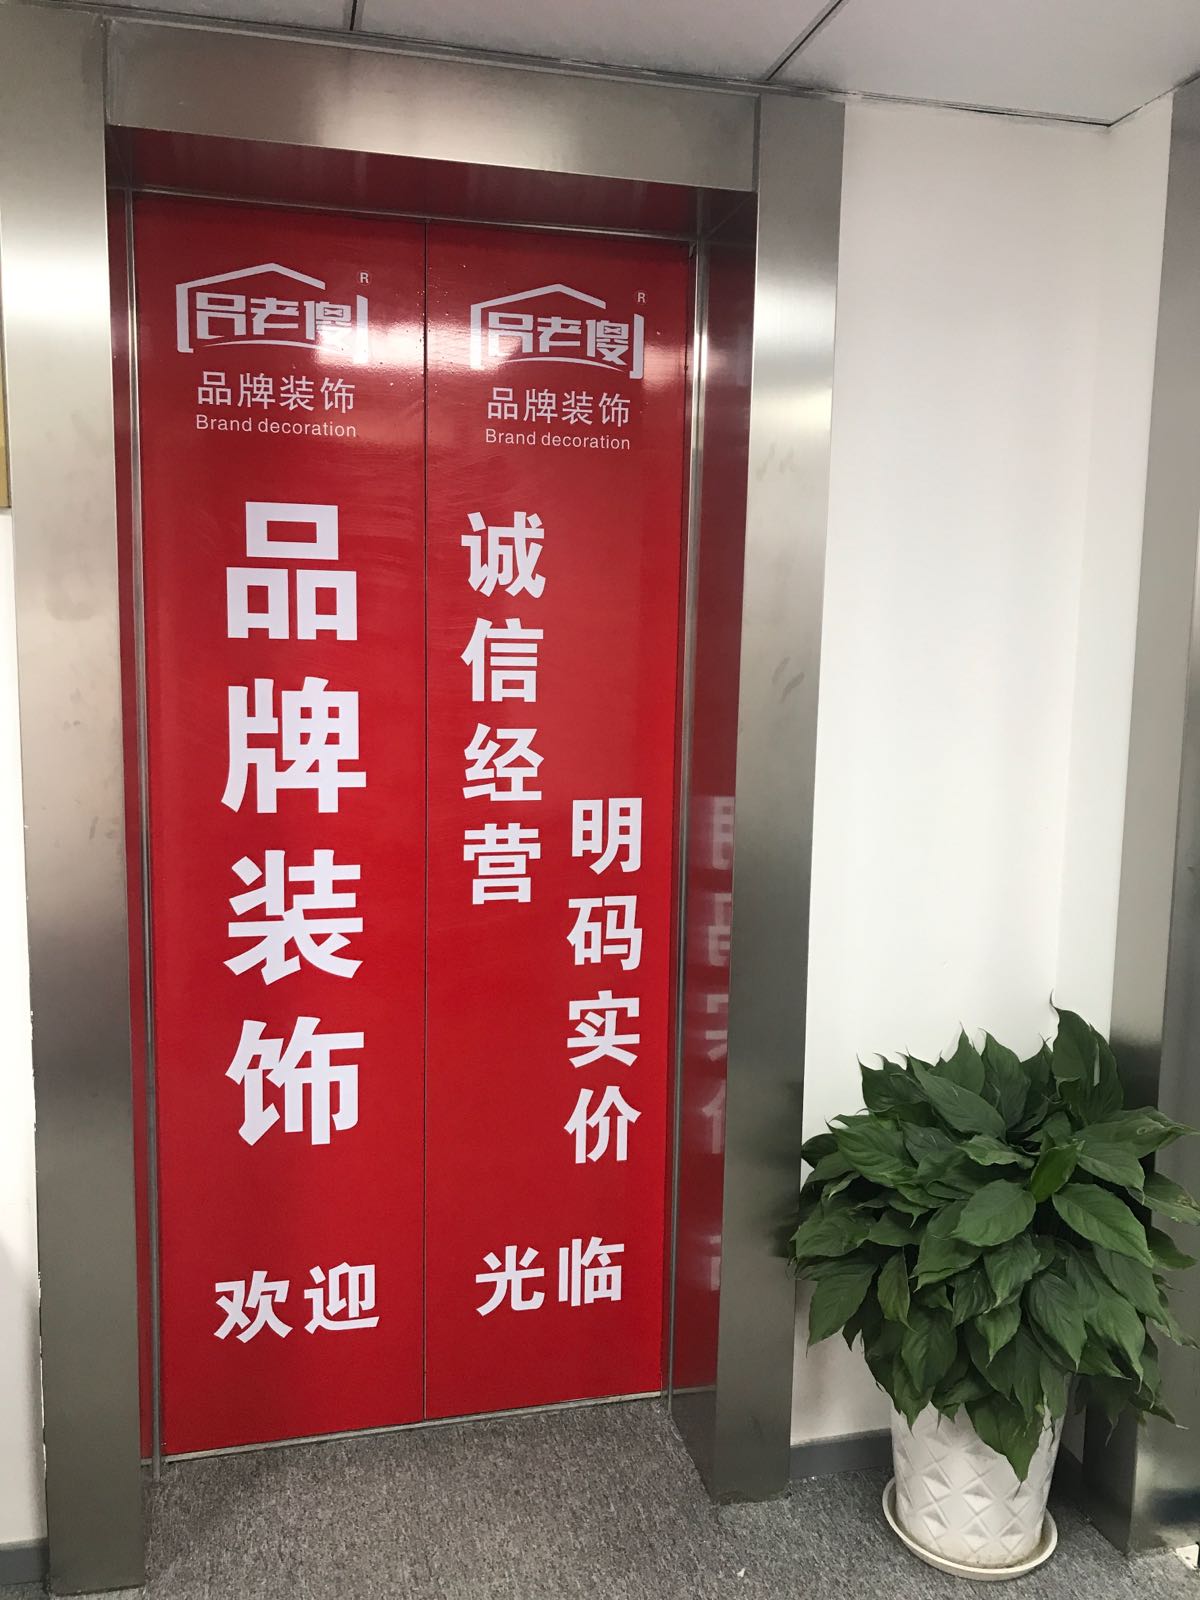 吕老傻
®
品牌装饰
Brand decoration
品牌装饰
欢迎
吕老傻
®
品牌装饰
Brand decoration
诚信经营
明码实价
光临